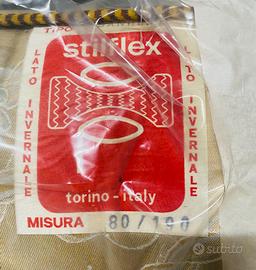 TIPO
stilflex
LATO INVERNALE
LATO INVERNALE
torino - italy
MISURA 80/190
subito